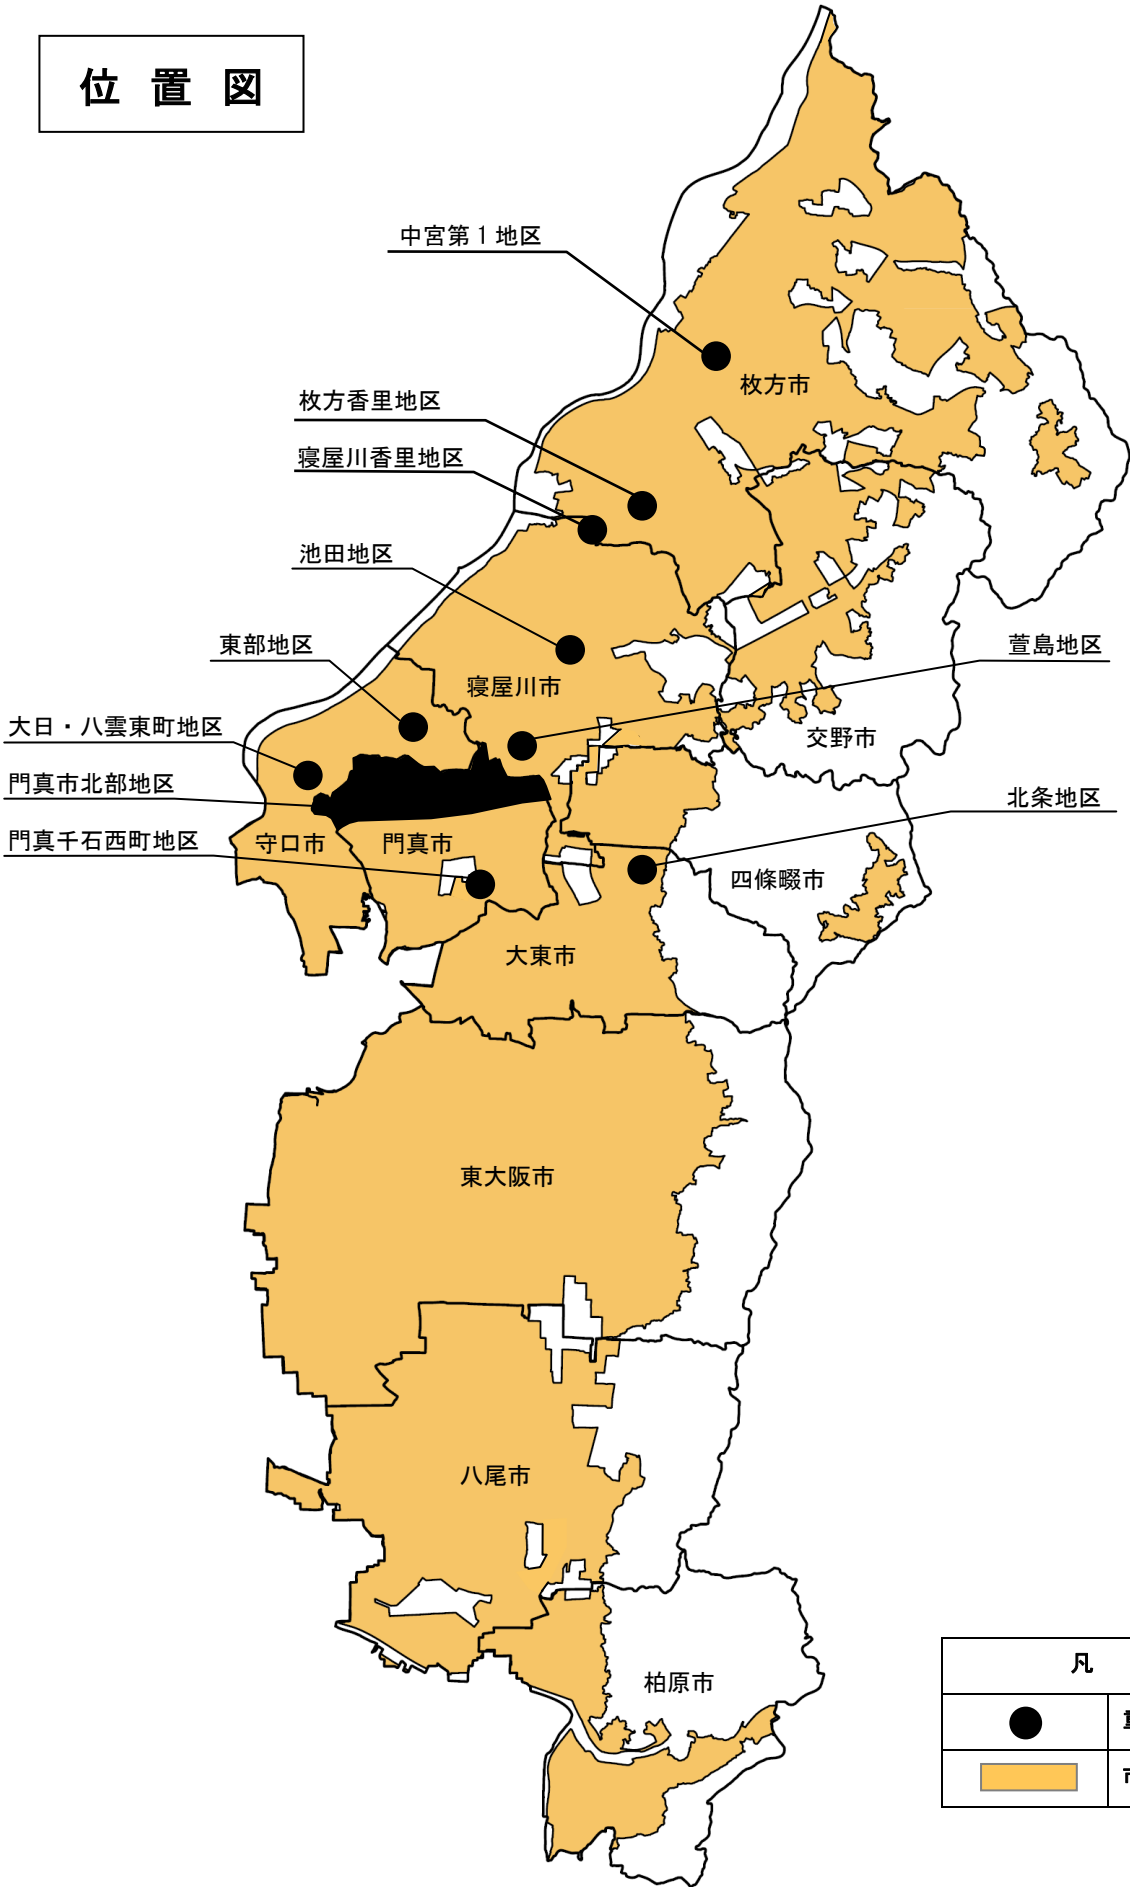 位置図
中宮第１地区
枚方市
枚方香里地区
寝屋川香里地区
池田地区
東部地区
萱島地区
寝屋川市
大日・八雲東町地区
交野市
門真市北部地区
北条地区
門真千石西町地区
守口市
門真市
四條畷市
大東市
東大阪市
八尾市
柏原市
凡